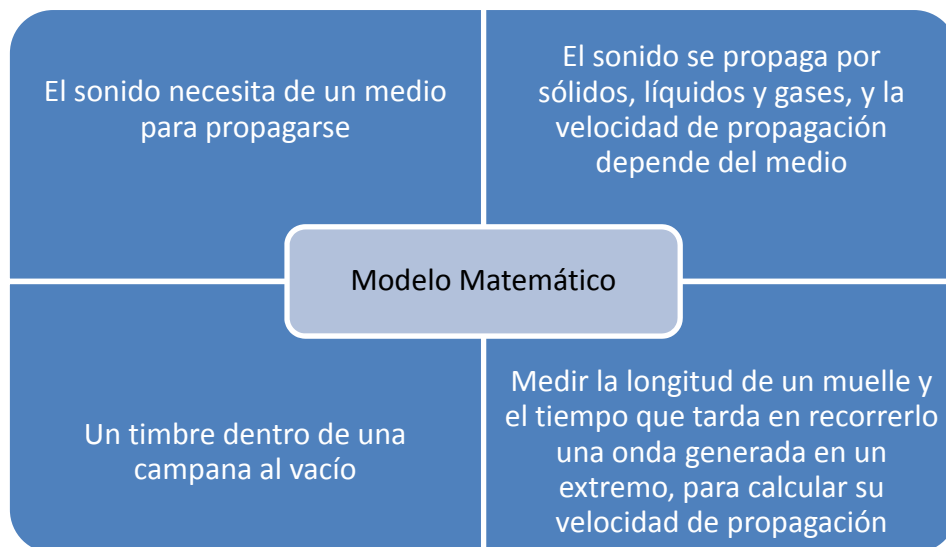 El sonido necesita de un medio
para propagarse
El sonido se propaga por
sólidos, líquidos y gases, y la
velocidad de propagación
depende del medio
Modelo Matemático
Un timbre dentro de una
campana al vacío
Medir la longitud de un muelle y
el tiempo que tarda en recorrerlo
una onda generada en un
extremo, para calcular su
velocidad de propagación